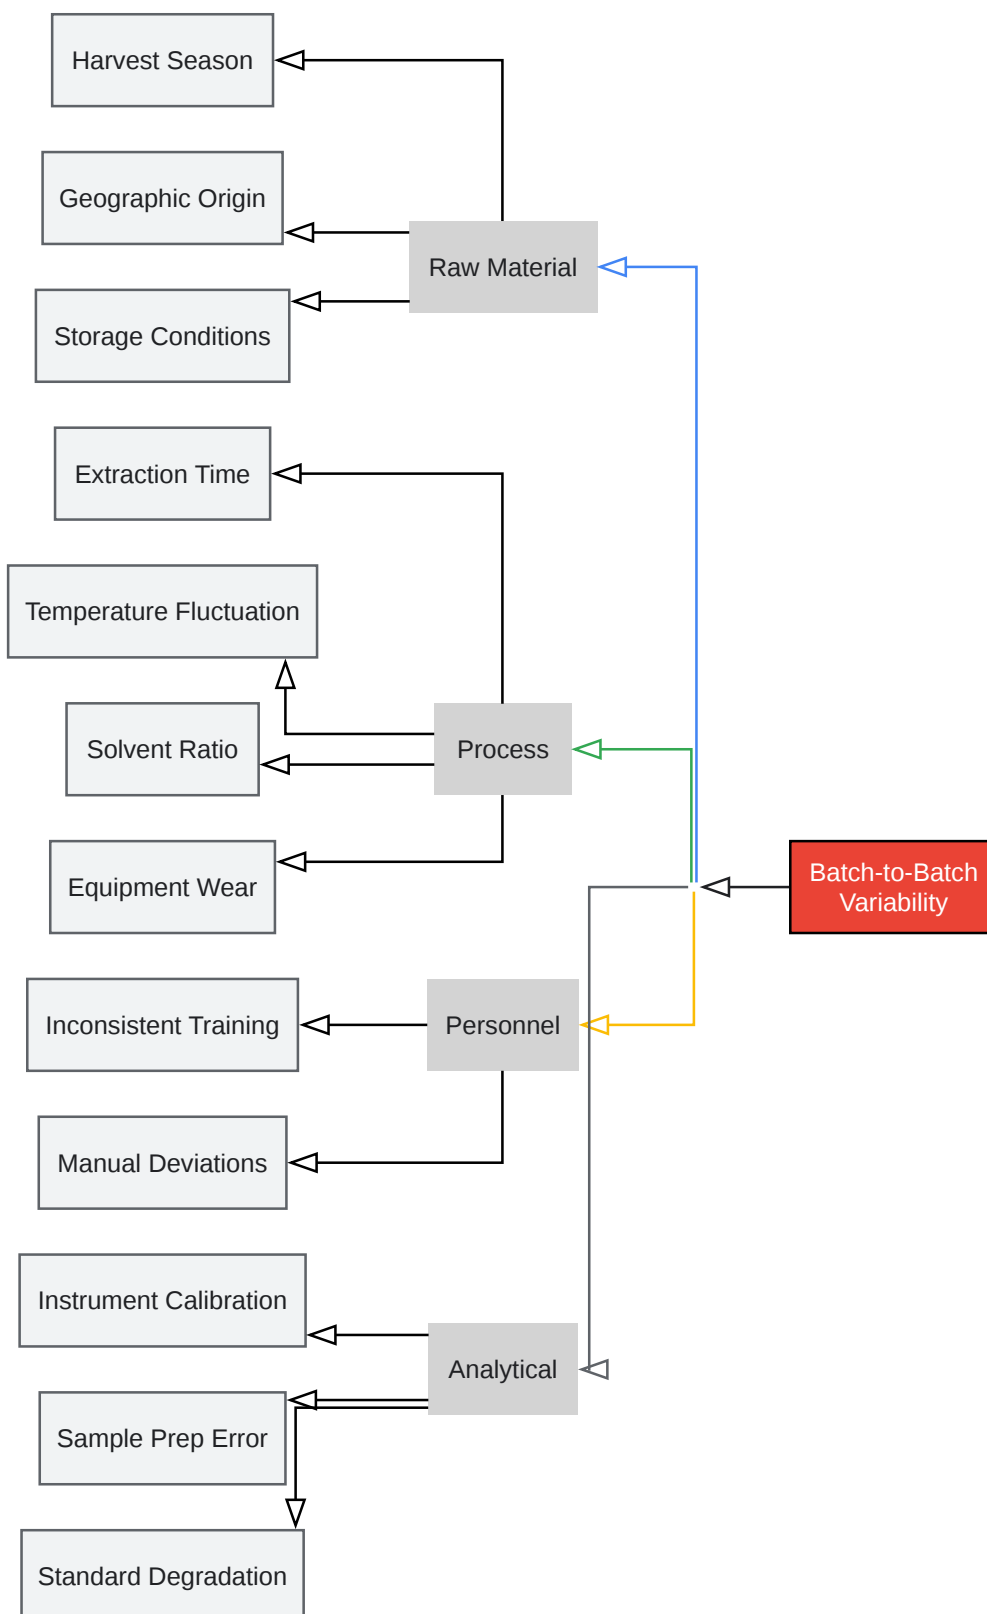 Harvest Season
Geographic Origin
Raw Material
Storage Conditions
Extraction Time
Temperature Fluctuation
Solvent Ratio
Process
Equipment Wear
Batch-to-Batch
Variability
Inconsistent Training
Personnel
Manual Deviations
Instrument Calibration
Analytical
Sample Prep Error
Standard Degradation